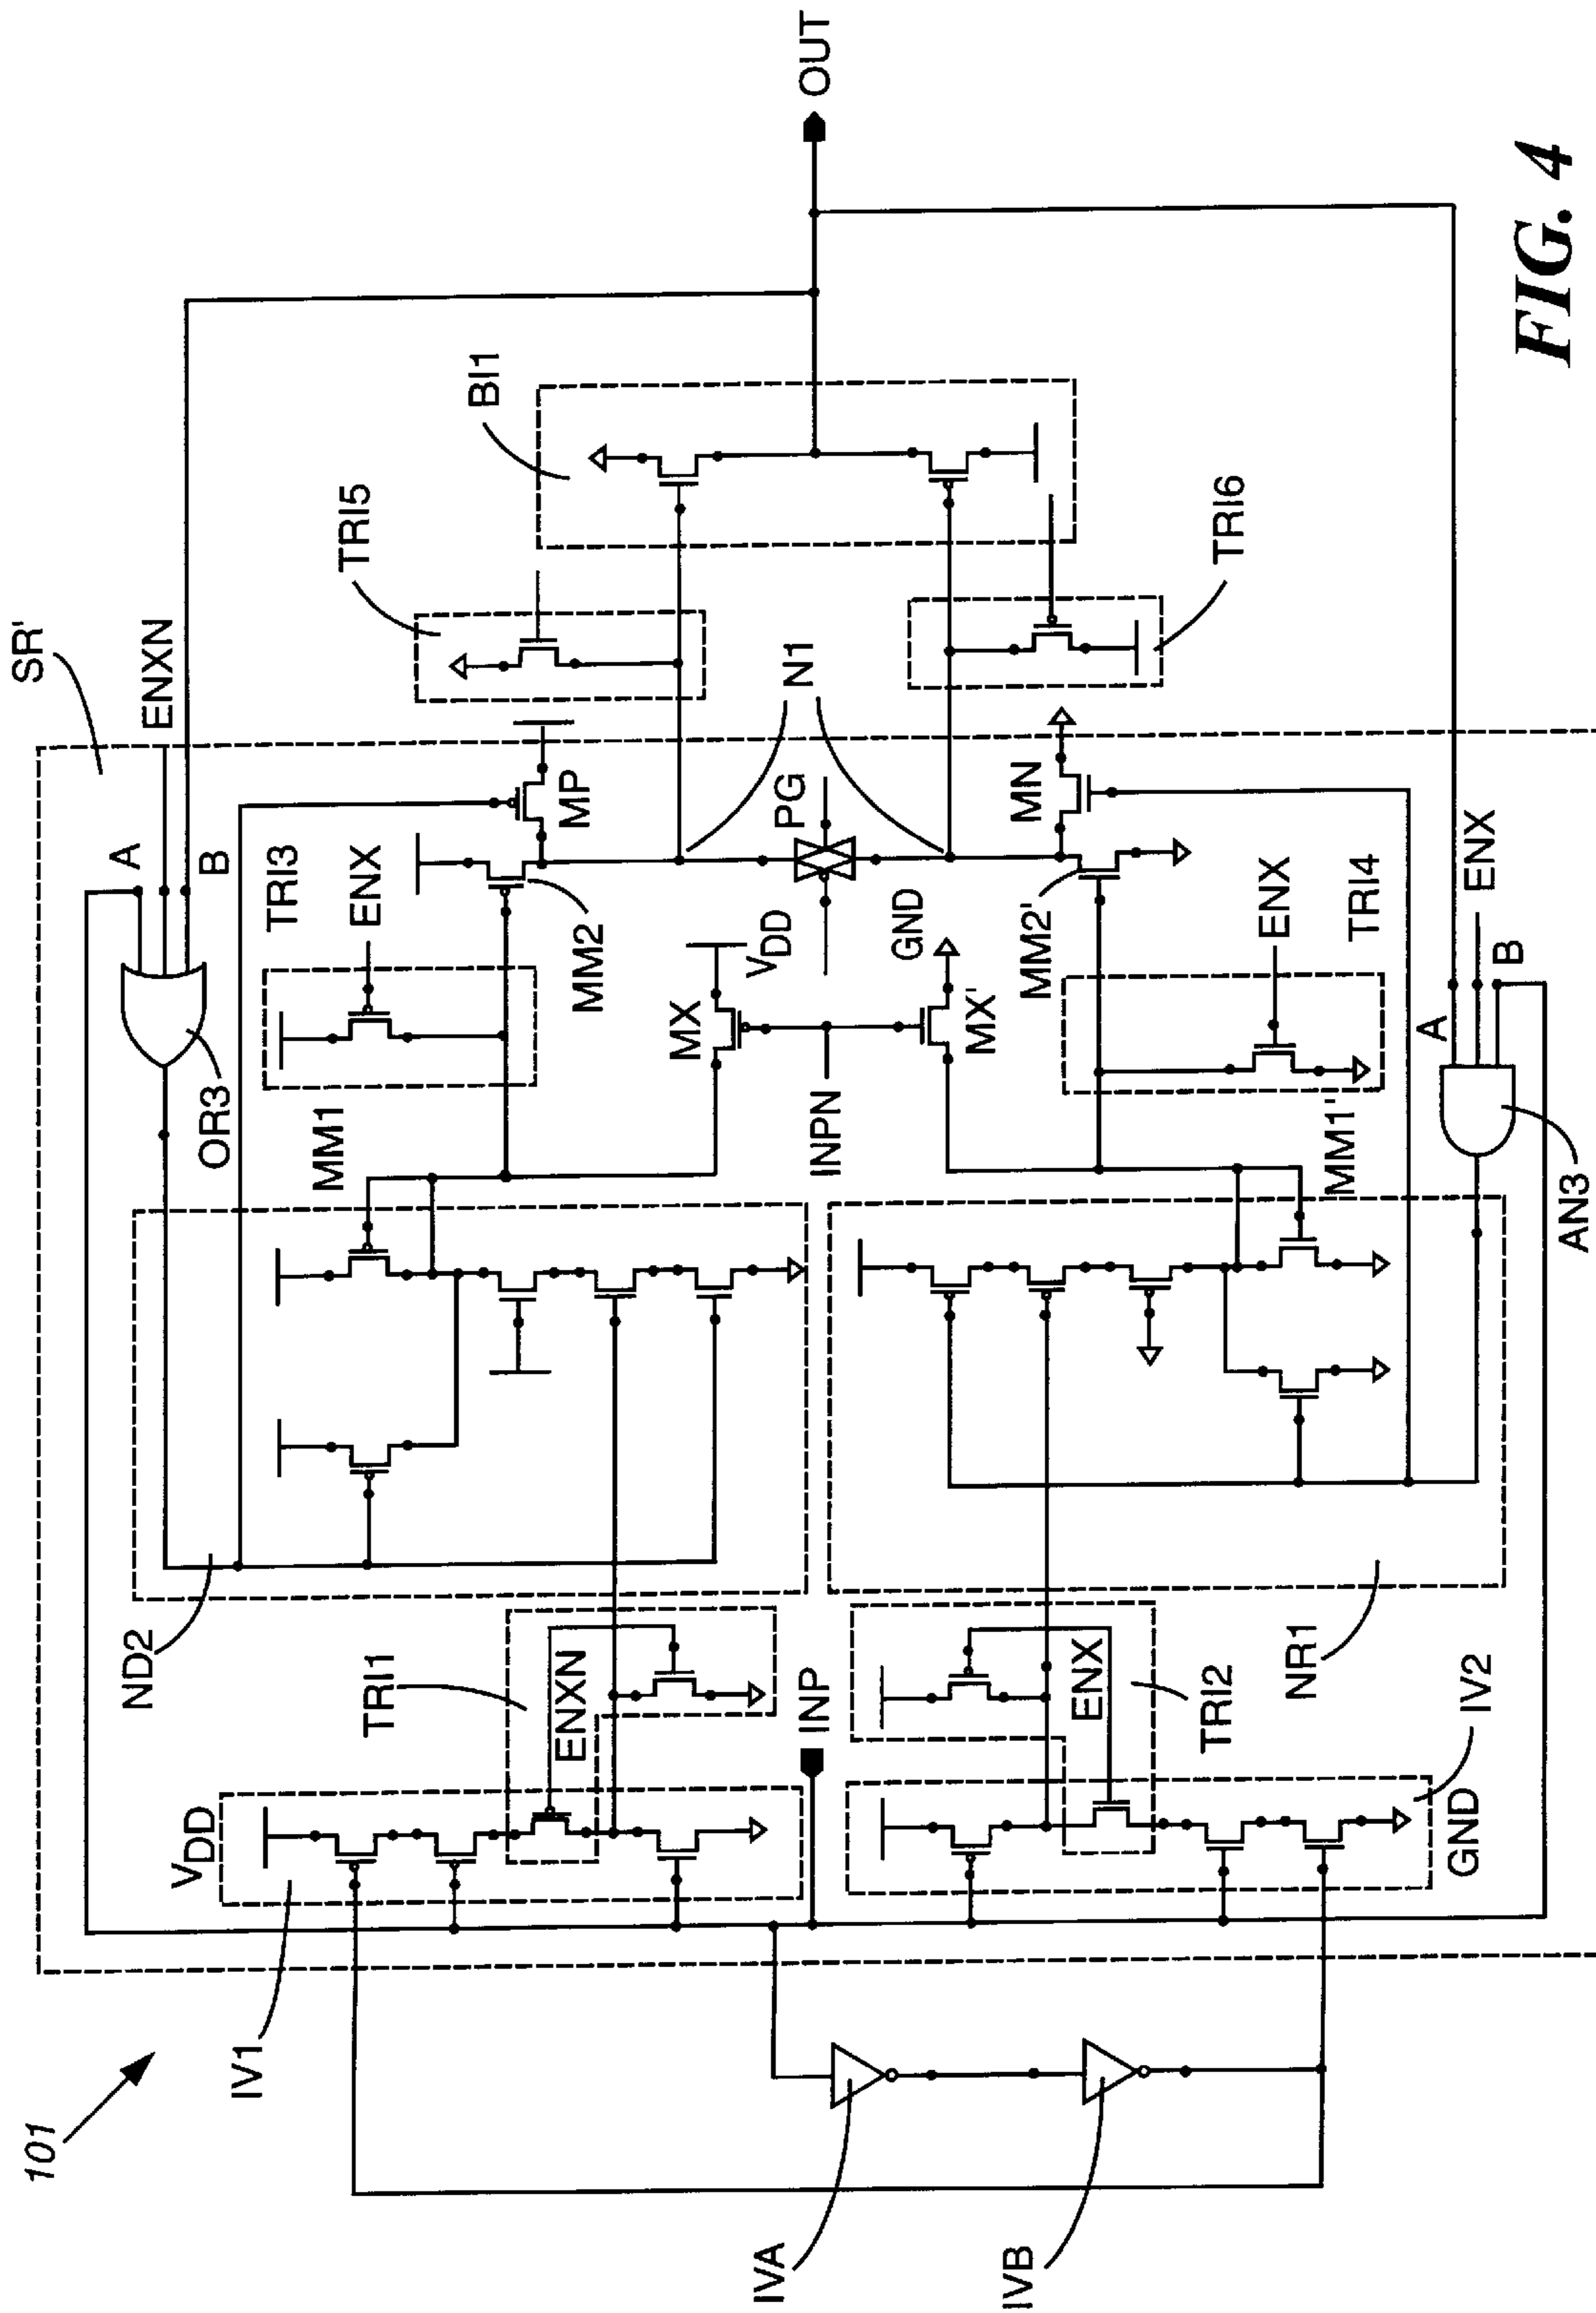 101
SR'
ENXN
A
B
OR3
TRI3
ENX
MP
TRI5
BI1
OUT
MM1
MM2
ND2
TRI1
ENXN
IV1
VDD
MX
VDD
PG
N1
INPN
INP
GND
MX'
MN
MM2'
ENX
TRI4
TRI6
MM1'
ENX
TRI2
NR1
IV2
GND
A
ENX
B
AN3
IVA
IVB
FIG. 4